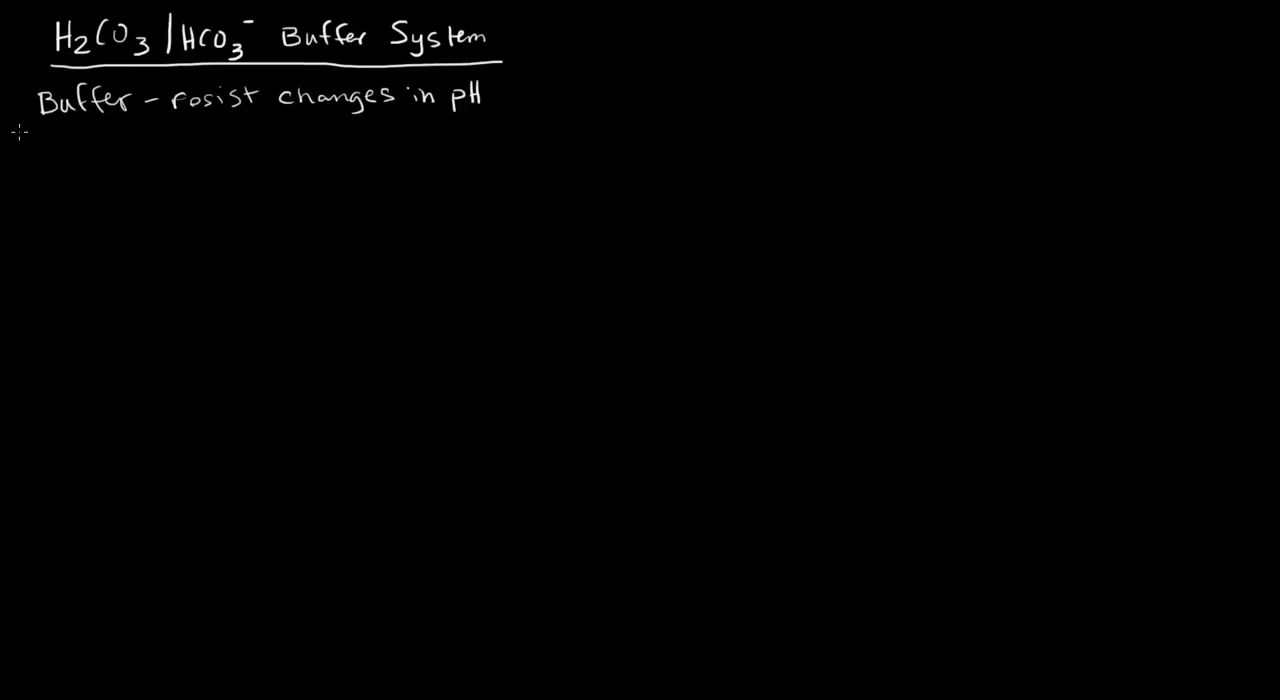 H₂CO₃/HCO₃⁻ Buffer System
Buffer - resist changes in pH